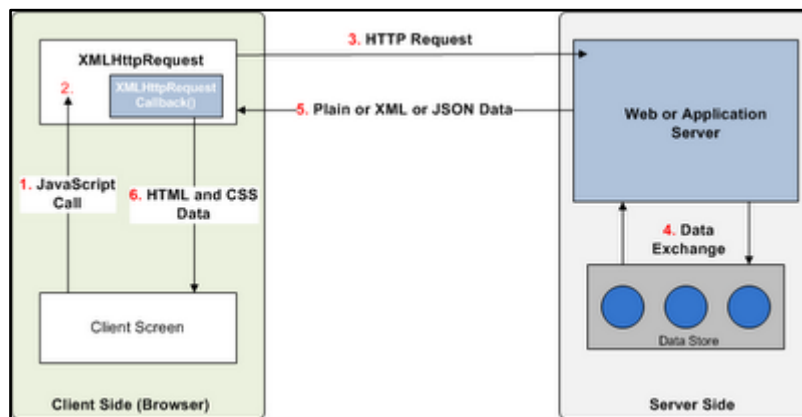 3. HTTP Request
XMLHttpRequest
2.
XMLHttpRequest
Callback()
5. Plain or XML or JSON Data
Web or Application
Server
1. JavaScript
Call
6. HTML and CSS
Data
4. Data
Exchange
Client Screen
Data Store
Client Side (Browser)
Server Side